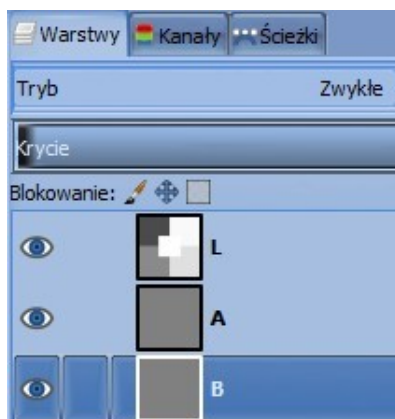 Warstwy Kanały Ścieżki
Tryb Zwykłe
Krycie
Blokowanie:
L
A
B